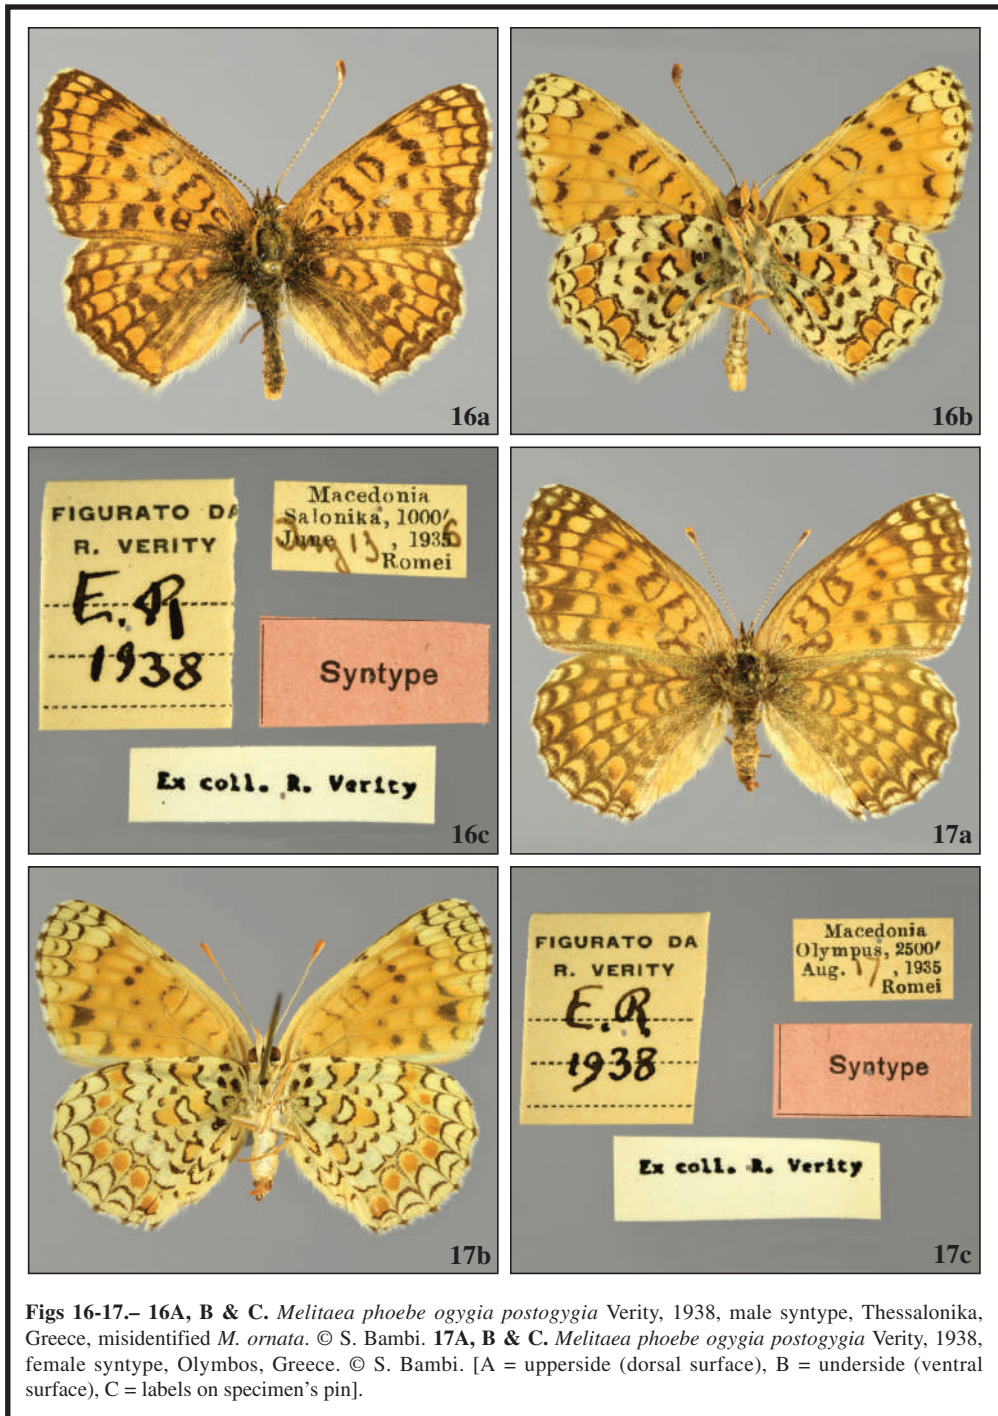 16a
16b
FIGURATO DA
R. VERITY
E.R
1938
Macedonia
Salonika, 1000′
June 13, 1935
Romei
Syntype
Ex coll. R. Verity
16c
17a
17b
FIGURATO DA
R. VERITY
E.R.
1938
Macedonia
Olympus, 2500′
Aug. 17, 1935
Romei
Syntype
Ex coll. R. Verity
17c
Figs 16-17.– 16A, B & C. Melitaea phoebe ogygia postogygia Verity, 1938, male syntype, Thessalonika,
Greece, misidentified M. ornata. © S. Bambi. 17A, B & C. Melitaea phoebe ogygia postogygia Verity, 1938,
female syntype, Olymbos, Greece. © S. Bambi. [A = upperside (dorsal surface), B = underside (ventral
surface), C = labels on specimen's pin].